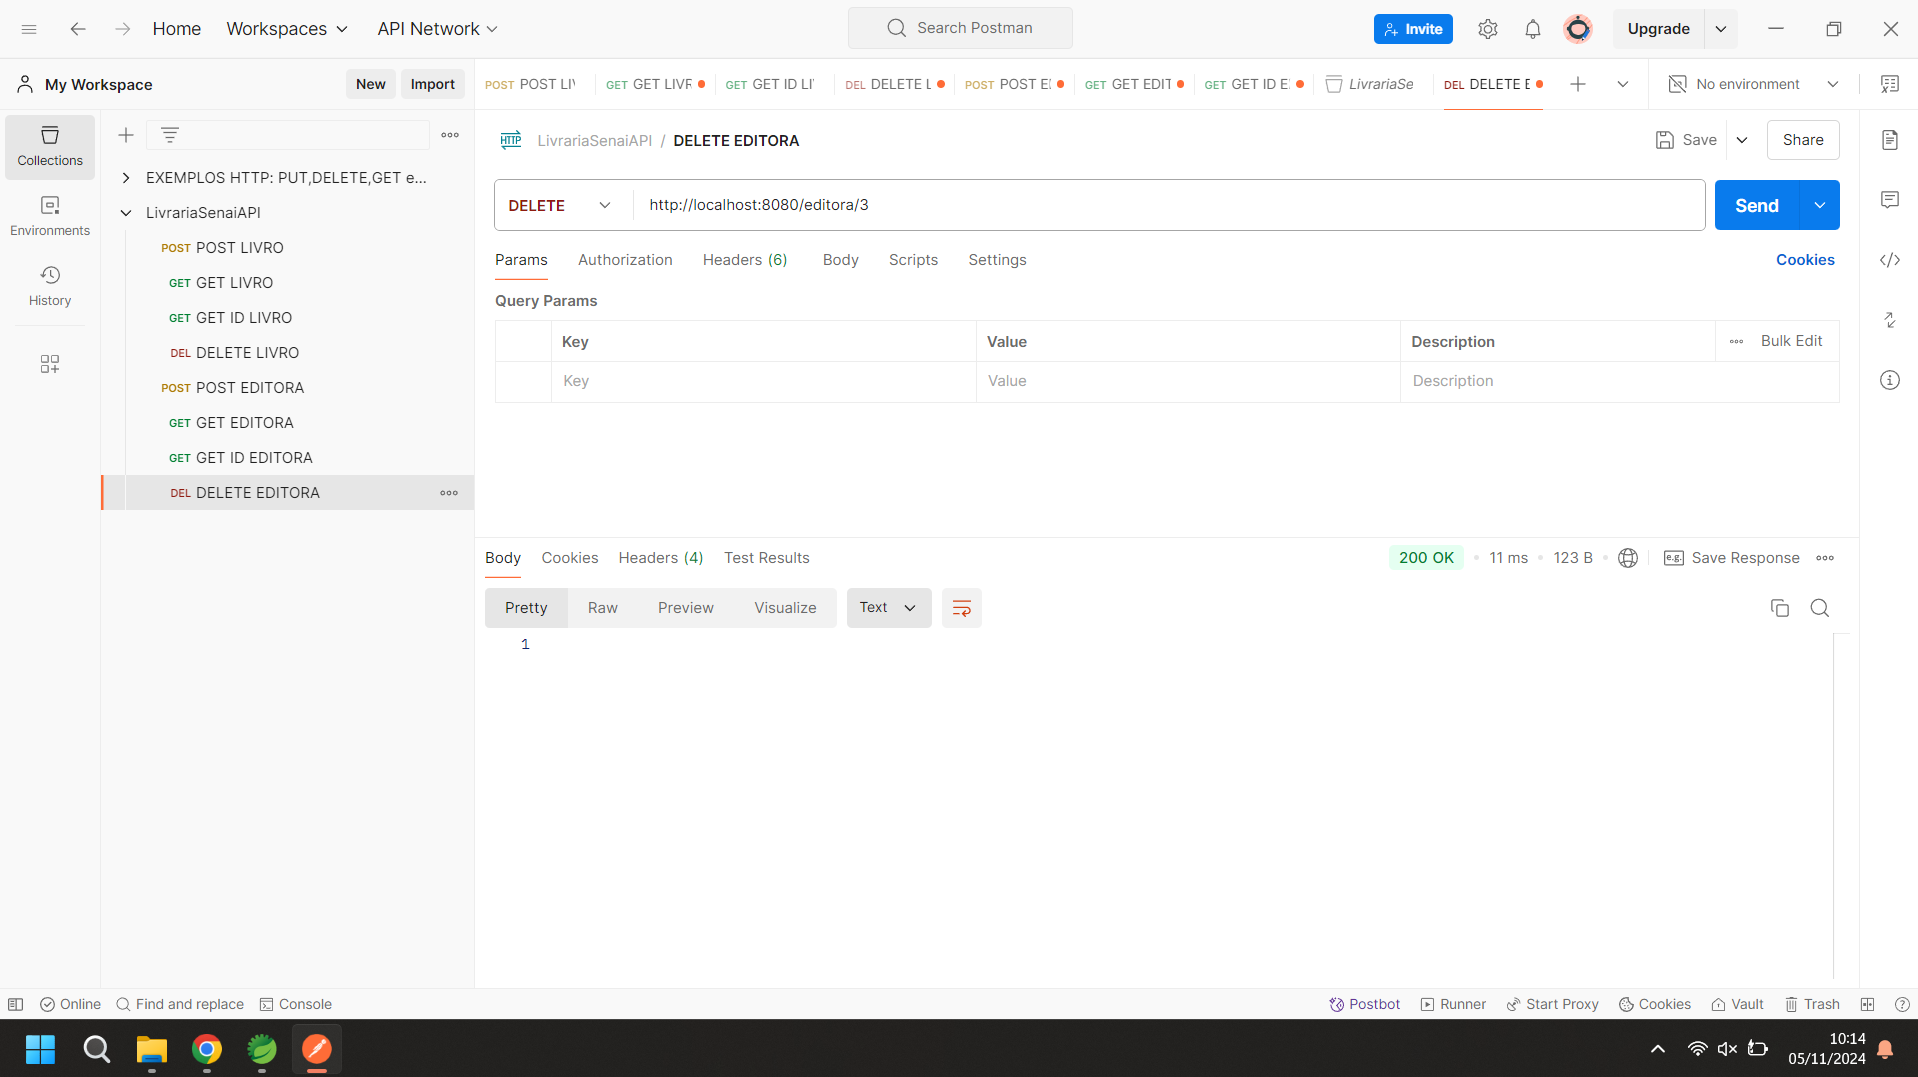 Home
Workspaces
API Network
Search Postman
Invite
Upgrade
My Workspace
New
Import
POST POST LIV
GET GET LIVR
GET GET ID LI
DEL DELETE L
POST POST E
GET GET EDIT
GET GET ID E
LivrariaSe
DEL DELETE E
No environment
Collections
Environments
History
EXEMPLOS HTTP: PUT,DELETE,GET e...
LivrariaSenaiAPI
POST POST LIVRO
GET GET LIVRO
GET GET ID LIVRO
DEL DELETE LIVRO
POST POST EDITORA
GET GET EDITORA
GET GET ID EDITORA
DEL DELETE EDITORA
HTTP LivrariaSenaiAPI / DELETE EDITORA
Save
Share
DELETE
http://localhost:8080/editora/3
Send
Params
Authorization
Headers (6)
Body
Scripts
Settings
Cookies
Query Params
Key
Value
Description
Bulk Edit
Key
Value
Description
Body
Cookies
Headers (4)
Test Results
200 OK
11 ms
123 B
e.g. Save Response
Pretty
Raw
Preview
Visualize
Text
1
Online
Find and replace
Console
Postbot
Runner
Start Proxy
Cookies
Vault
Trash
10:14
05/11/2024